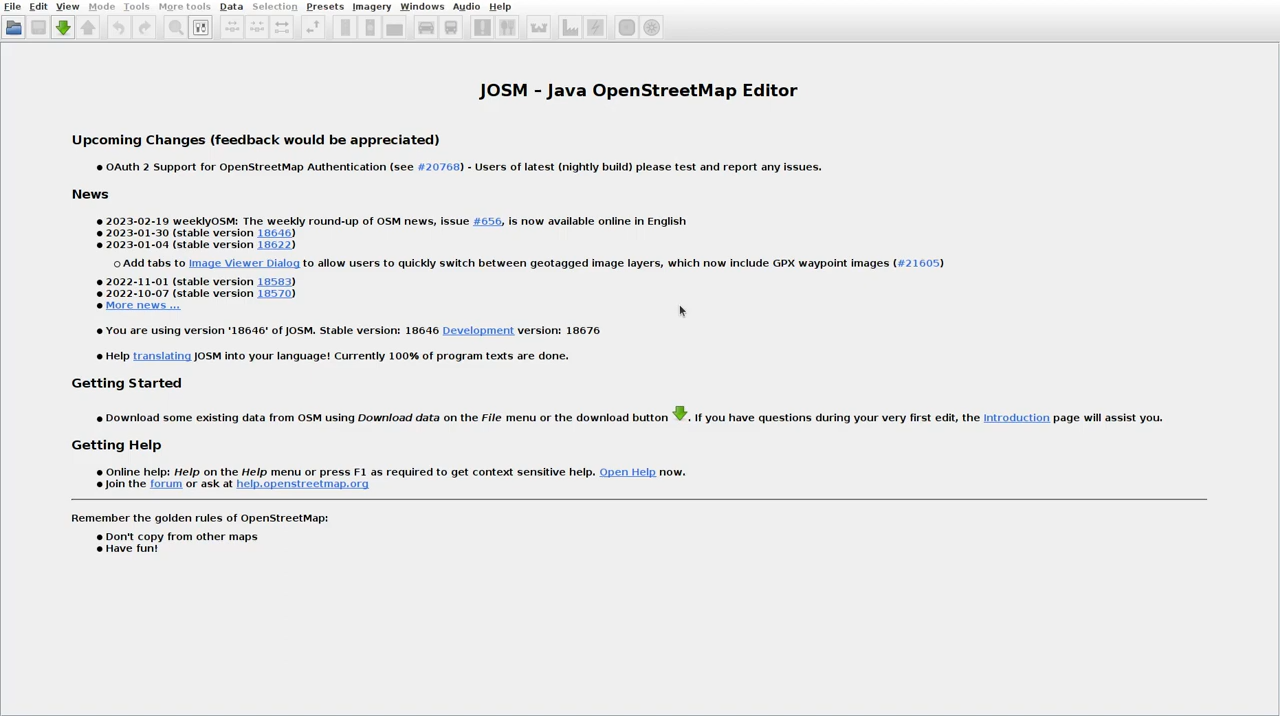 File Edit View Mode Tools More tools Data Selection Presets Imagery Windows Audio Help
JOSM – Java OpenStreetMap Editor
Upcoming Changes (feedback would be appreciated)
● OAuth 2 Support for OpenStreetMap Authentication (see #20768) - Users of latest (nightly build) please test and report any issues.
News
● 2023-02-19 weeklyOSM: The weekly round-up of OSM news, issue #656, is now available online in English
● 2023-01-30 (stable version 18646)
● 2023-01-04 (stable version 18622)
○ Add tabs to Image Viewer Dialog to allow users to quickly switch between geotagged image layers, which now include GPX waypoint images (#21605)
● 2022-11-01 (stable version 18583)
● 2022-10-07 (stable version 18570)
● More news ...
● You are using version '18646' of JOSM. Stable version: 18646 Development version: 18676
● Help translating JOSM into your language! Currently 100% of program texts are done.
Getting Started
● Download some existing data from OSM using Download data on the File menu or the download button . If you have questions during your very first edit, the Introduction page will assist you.
Getting Help
● Online help: Help on the Help menu or press F1 as required to get context sensitive help. Open Help now.
● Join the forum or ask at help.openstreetmap.org
Remember the golden rules of OpenStreetMap:
● Don't copy from other maps
● Have fun!